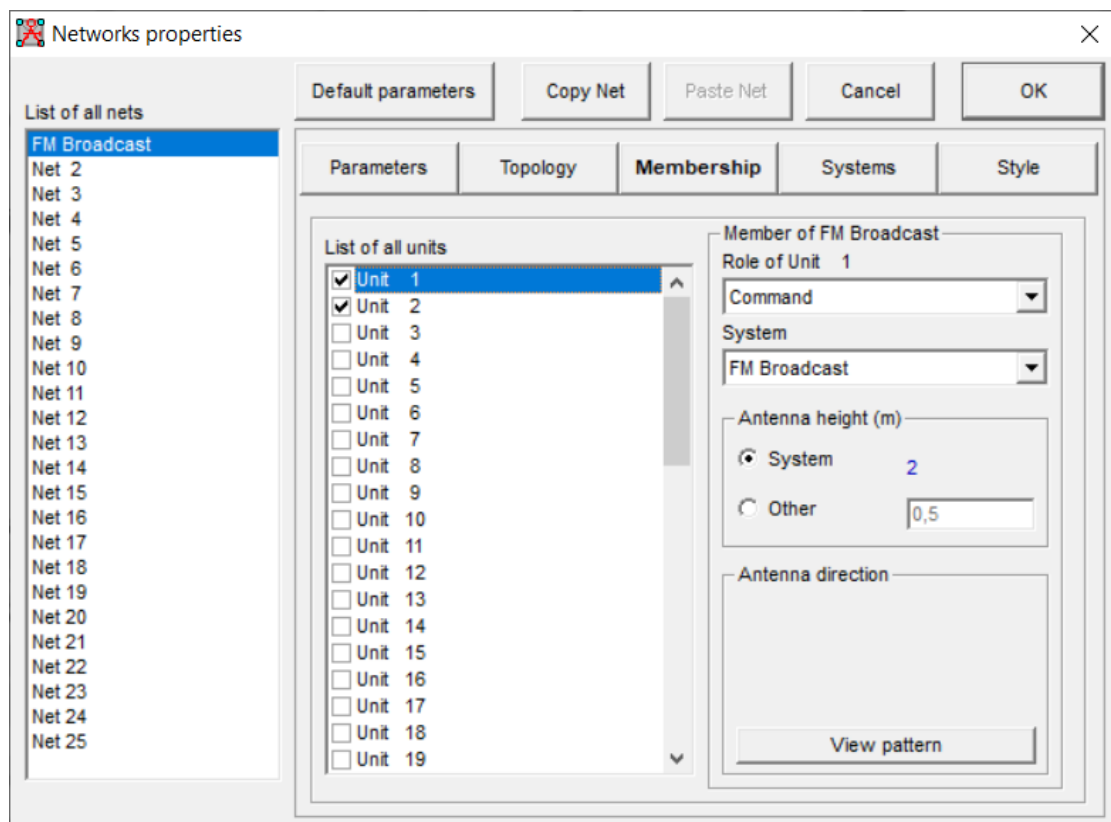 Networks properties
Default parameters
Copy Net
Paste Net
Cancel
OK
List of all nets
FM Broadcast
Net 2
Net 3
Net 4
Net 5
Net 6
Net 7
Net 8
Net 9
Net 10
Net 11
Net 12
Net 13
Net 14
Net 15
Net 16
Net 17
Net 18
Net 19
Net 20
Net 21
Net 22
Net 23
Net 24
Net 25
Parameters
Topology
Membership
Systems
Style
List of all units
Unit 1
Unit 2
Unit 3
Unit 4
Unit 5
Unit 6
Unit 7
Unit 8
Unit 9
Unit 10
Unit 11
Unit 12
Unit 13
Unit 14
Unit 15
Unit 16
Unit 17
Unit 18
Unit 19
Member of FM Broadcast
Role of Unit 1
Command
System
FM Broadcast
Antenna height (m)
System 2
Other 0,5
Antenna direction
View pattern